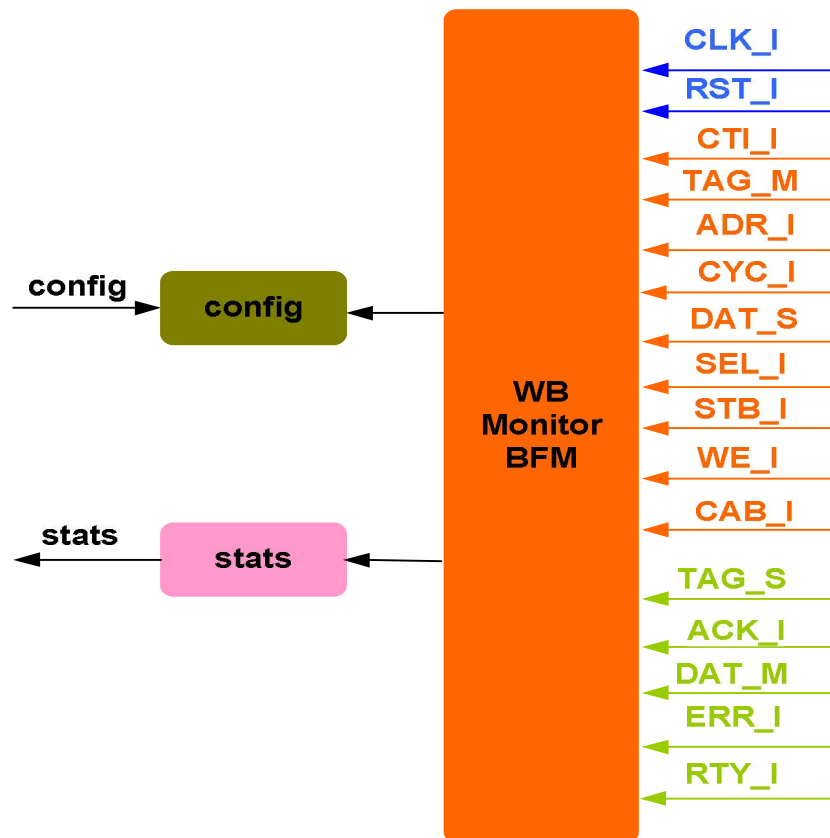 config
config
stats
stats
WB
Monitor
BFM
CLK_I
RST_I
CTI_I
TAG_M
ADR_I
CYC_I
DAT_S
SEL_I
STB_I
WE_I
CAB_I
TAG_S
ACK_I
DAT_M
ERR_I
RTY_I